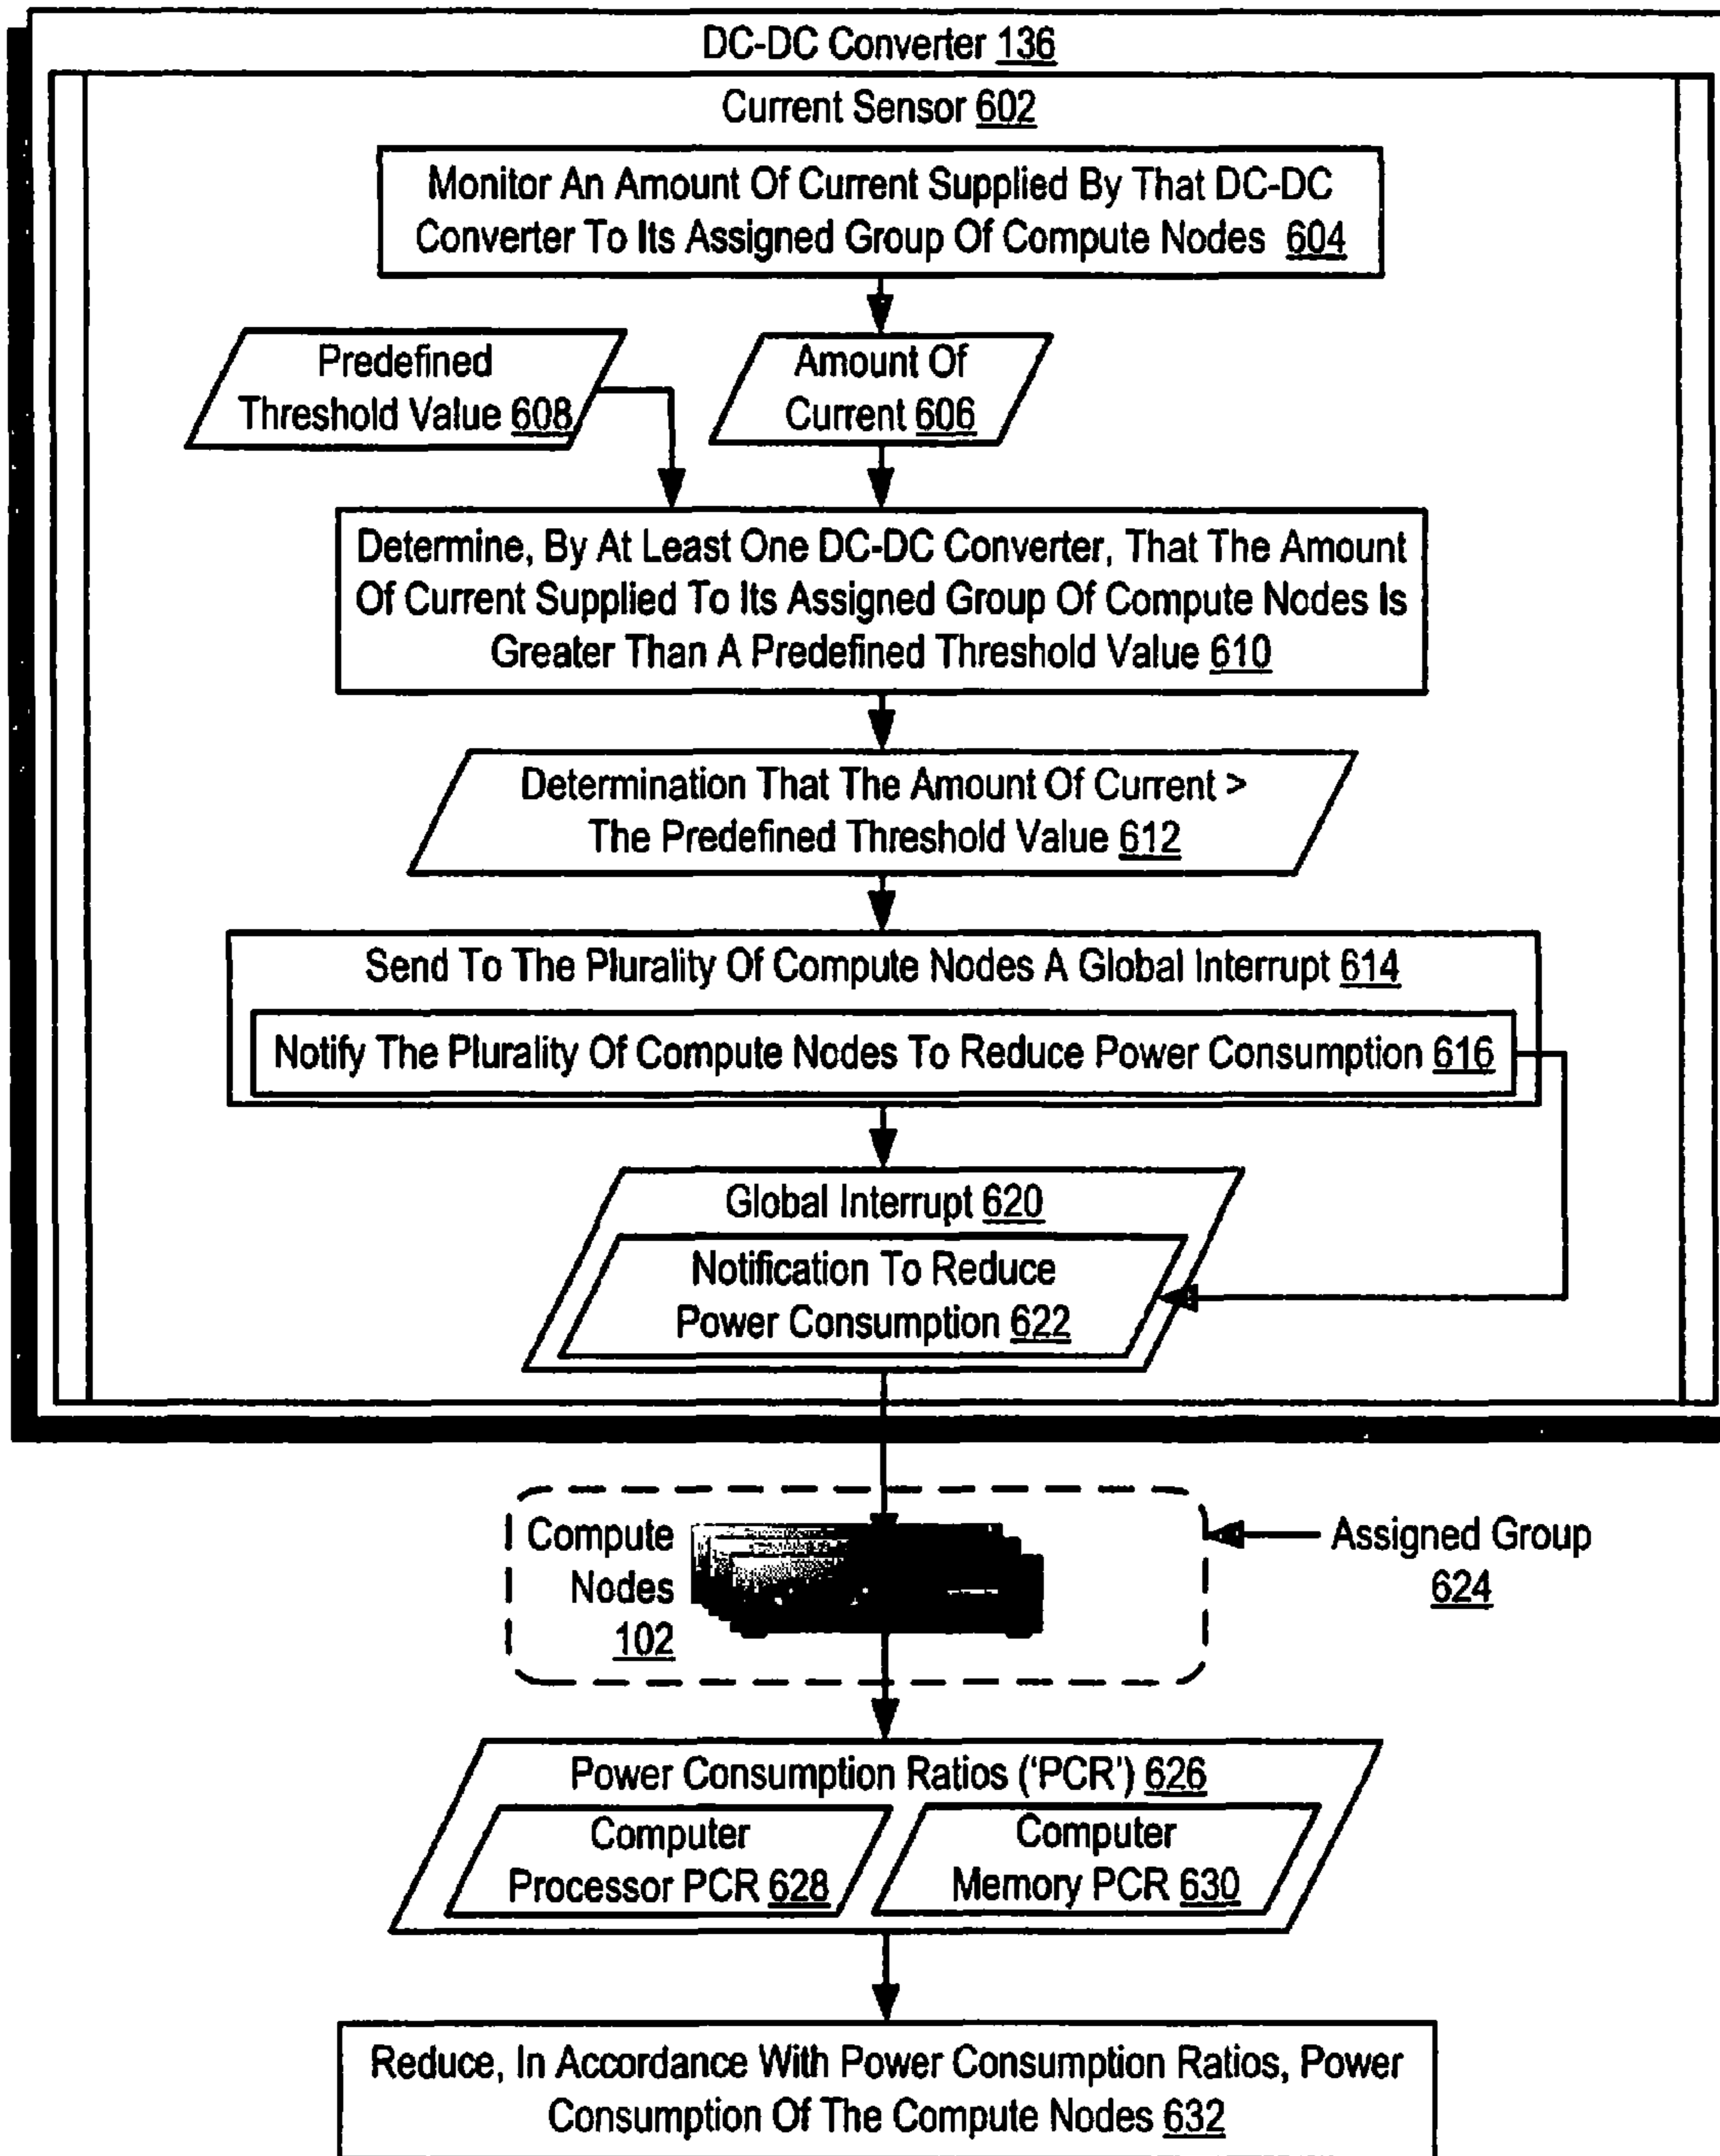 DC-DC Converter 136
Current Sensor 602
Monitor An Amount Of Current Supplied By That DC-DC
Converter To Its Assigned Group Of Compute Nodes 604
Predefined
Threshold Value 608
Amount Of
Current 606
Determine, By At Least One DC-DC Converter, That The Amount
Of Current Supplied To Its Assigned Group Of Compute Nodes Is
Greater Than A Predefined Threshold Value 610
Determination That The Amount Of Current >
The Predefined Threshold Value 612
Send To The Plurality Of Compute Nodes A Global Interrupt 614
Notify The Plurality Of Compute Nodes To Reduce Power Consumption 616
Global Interrupt 620
Notification To Reduce
Power Consumption 622
Compute
Nodes
102
Assigned Group
624
Power Consumption Ratios ('PCR') 626
Computer
Processor PCR 628
Computer
Memory PCR 630
Reduce, In Accordance With Power Consumption Ratios, Power
Consumption Of The Compute Nodes 632